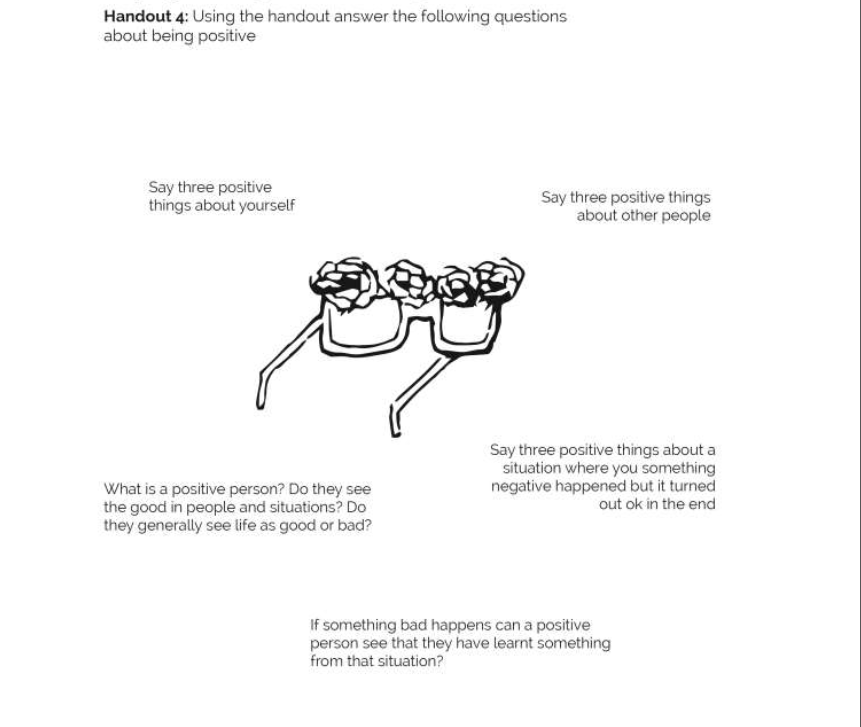 Handout 4: Using the handout answer the following questions
about being positive
Say three positive
things about yourself
Say three positive things
about other people
Say three positive things about a
situation where you something
negative happened but it turned
out ok in the end
What is a positive person? Do they see
the good in people and situations? Do
they generally see life as good or bad?
If something bad happens can a positive
person see that they have learnt something
from that situation?